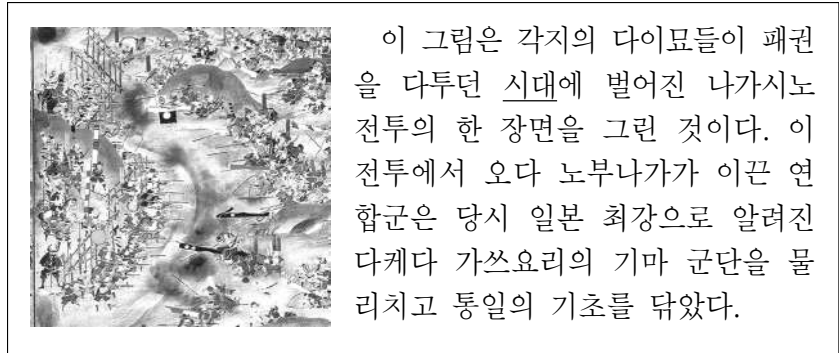 이 그림은 각지의 다이묘들이 패권
을 다투던 시대에 벌어진 나가시노
전투의 한 장면을 그린 것이다. 이
전투에서 오다 노부나가가 이끈 연
합군은 당시 일본 최강으로 알려진
다케다 가쓰요리의 기마 군단을 물
리치고 통일의 기초를 닦았다.